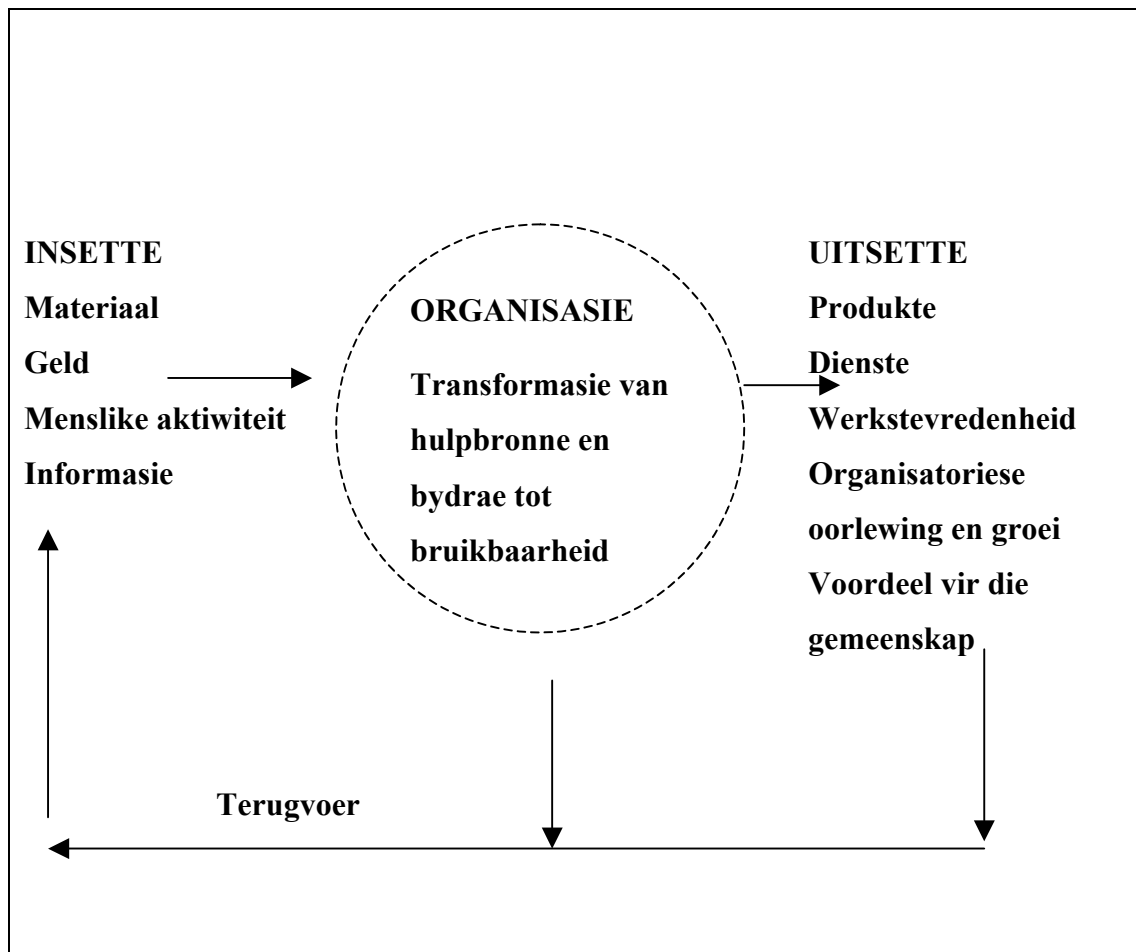 INSETTE
Materiaal
Geld
Menslike aktiwiteit
Informasie
ORGANISASIE
Transformasie van
hulpbronne en
bydrae tot
bruikbaarheid
UITSETTE
Produkte
Dienste
Werkstevredenheid
Organisatoriese
oorlewing en groei
Voordeel vir die
gemeenskap
Terugvoer